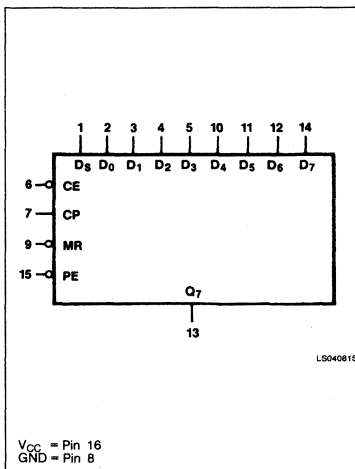 1 2 3 4 5 10 11 12 14
DS D0 D1 D2 D3 D4 D5 D6 D7
6 CE
7 CP
9 MR
15 PE
Q7
13
LS04081S
VCC = Pin 16
GND = Pin 8